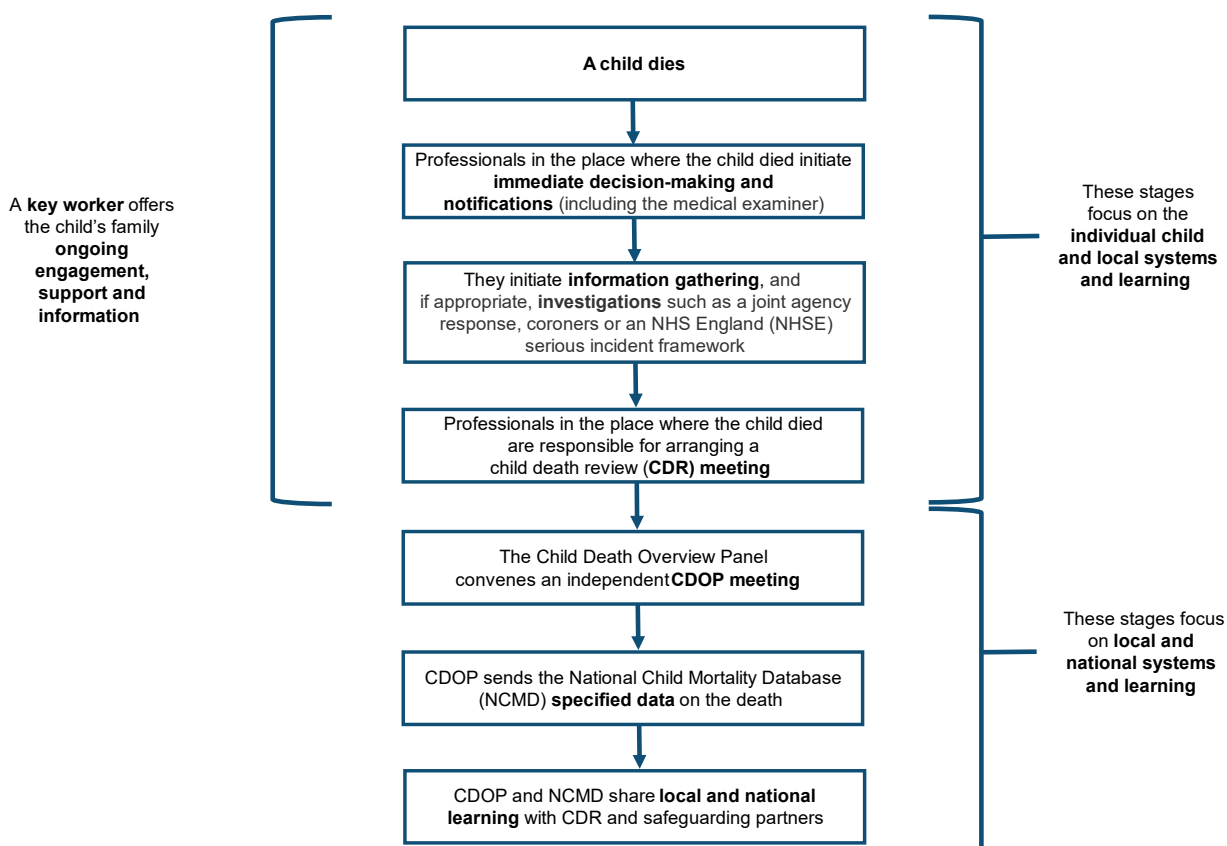 A child dies
Professionals in the place where the child died initiate
immediate decision-making and
notifications (including the medical examiner)
A key worker offers
the child's family
ongoing
engagement,
support and
information
These stages
focus on the
individual child
and local systems
and learning
They initiate information gathering, and
if appropriate, investigations such as a joint agency
response, coroners or an NHS England (NHSE)
serious incident framework
Professionals in the place where the child died
are responsible for arranging a
child death review (CDR) meeting
The Child Death Overview Panel
convenes an independent CDOP meeting
These stages focus
on local and
national systems
and learning
CDOP sends the National Child Mortality Database
(NCMD) specified data on the death
CDOP and NCMD share local and national
learning with CDR and safeguarding partners